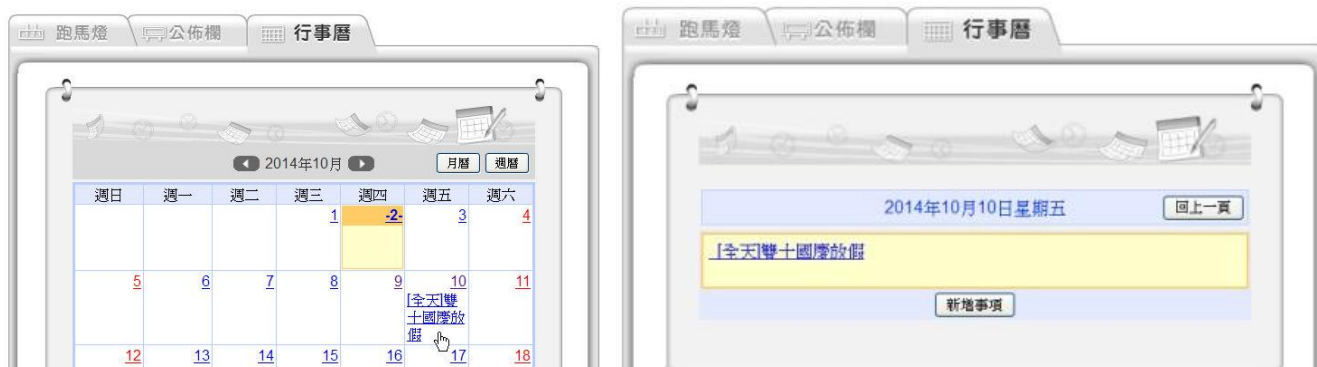 跑馬燈 公佈欄 行事曆
2014年10月 月曆 週曆
週日 週一 週二 週三 週四 週五 週六
1 -2- 3 4
5 6 7 8 9 10 11
[全天]雙
十國慶放
假
12 13 14 15 16 17 18
跑馬燈 公佈欄 行事曆
2014年10月10日星期五 回上一頁
[全天]雙十國慶放假
新增事項